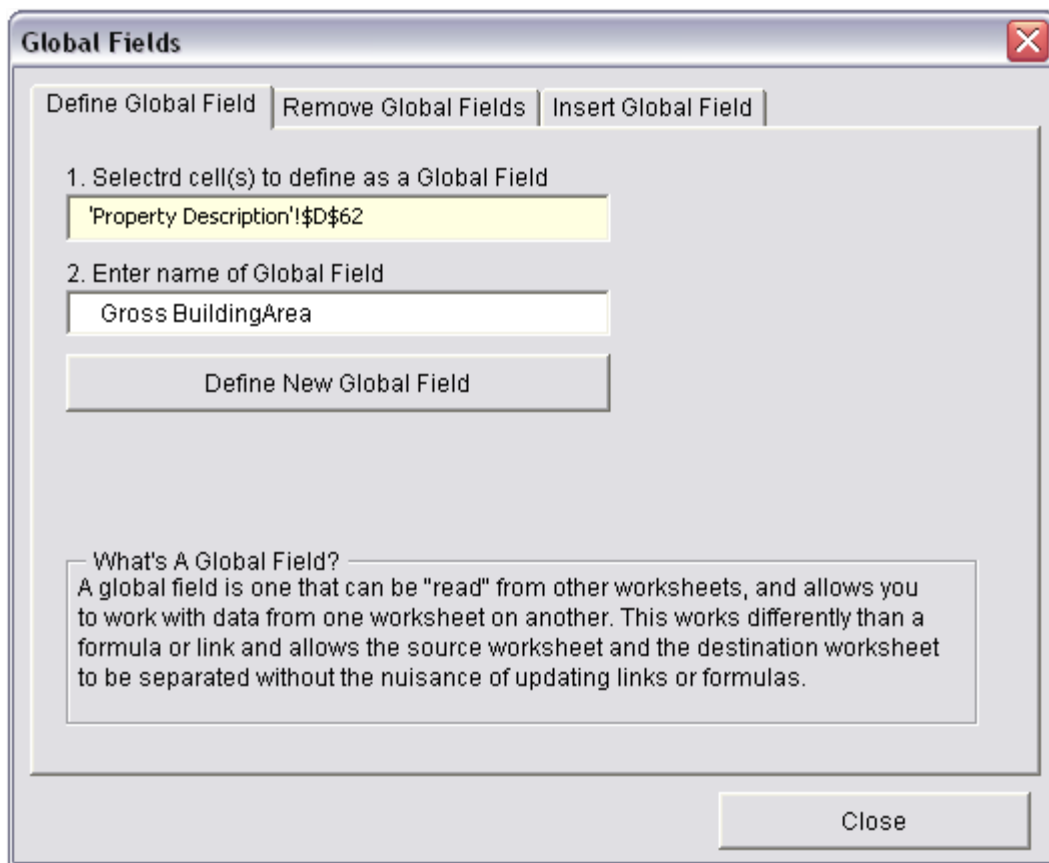 Global Fields
Define Global Field
Remove Global Fields
Insert Global Field
1. Selectrd cell(s) to define as a Global Field
'Property Description'!$D$62
2. Enter name of Global Field
Gross BuildingArea
Define New Global Field
What's A Global Field?
A global field is one that can be "read" from other worksheets, and allows you
to work with data from one worksheet on another. This works differently than a
formula or link and allows the source worksheet and the destination worksheet
to be separated without the nuisance of updating links or formulas.
Close